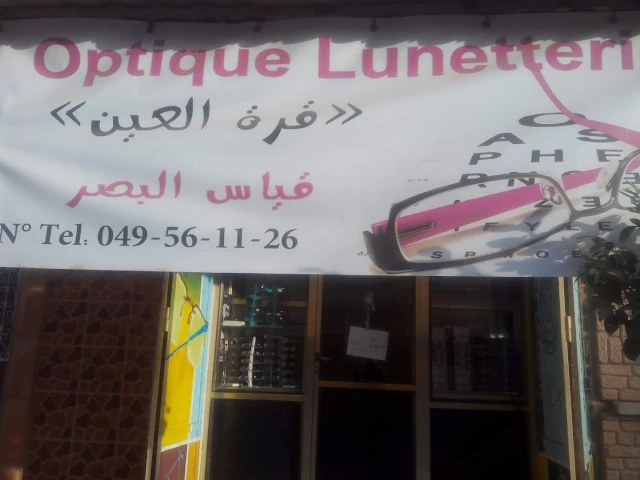 Optique Lunetteri
«قرة العين»
قياس البصر
N° Tel: 049-56-11-26